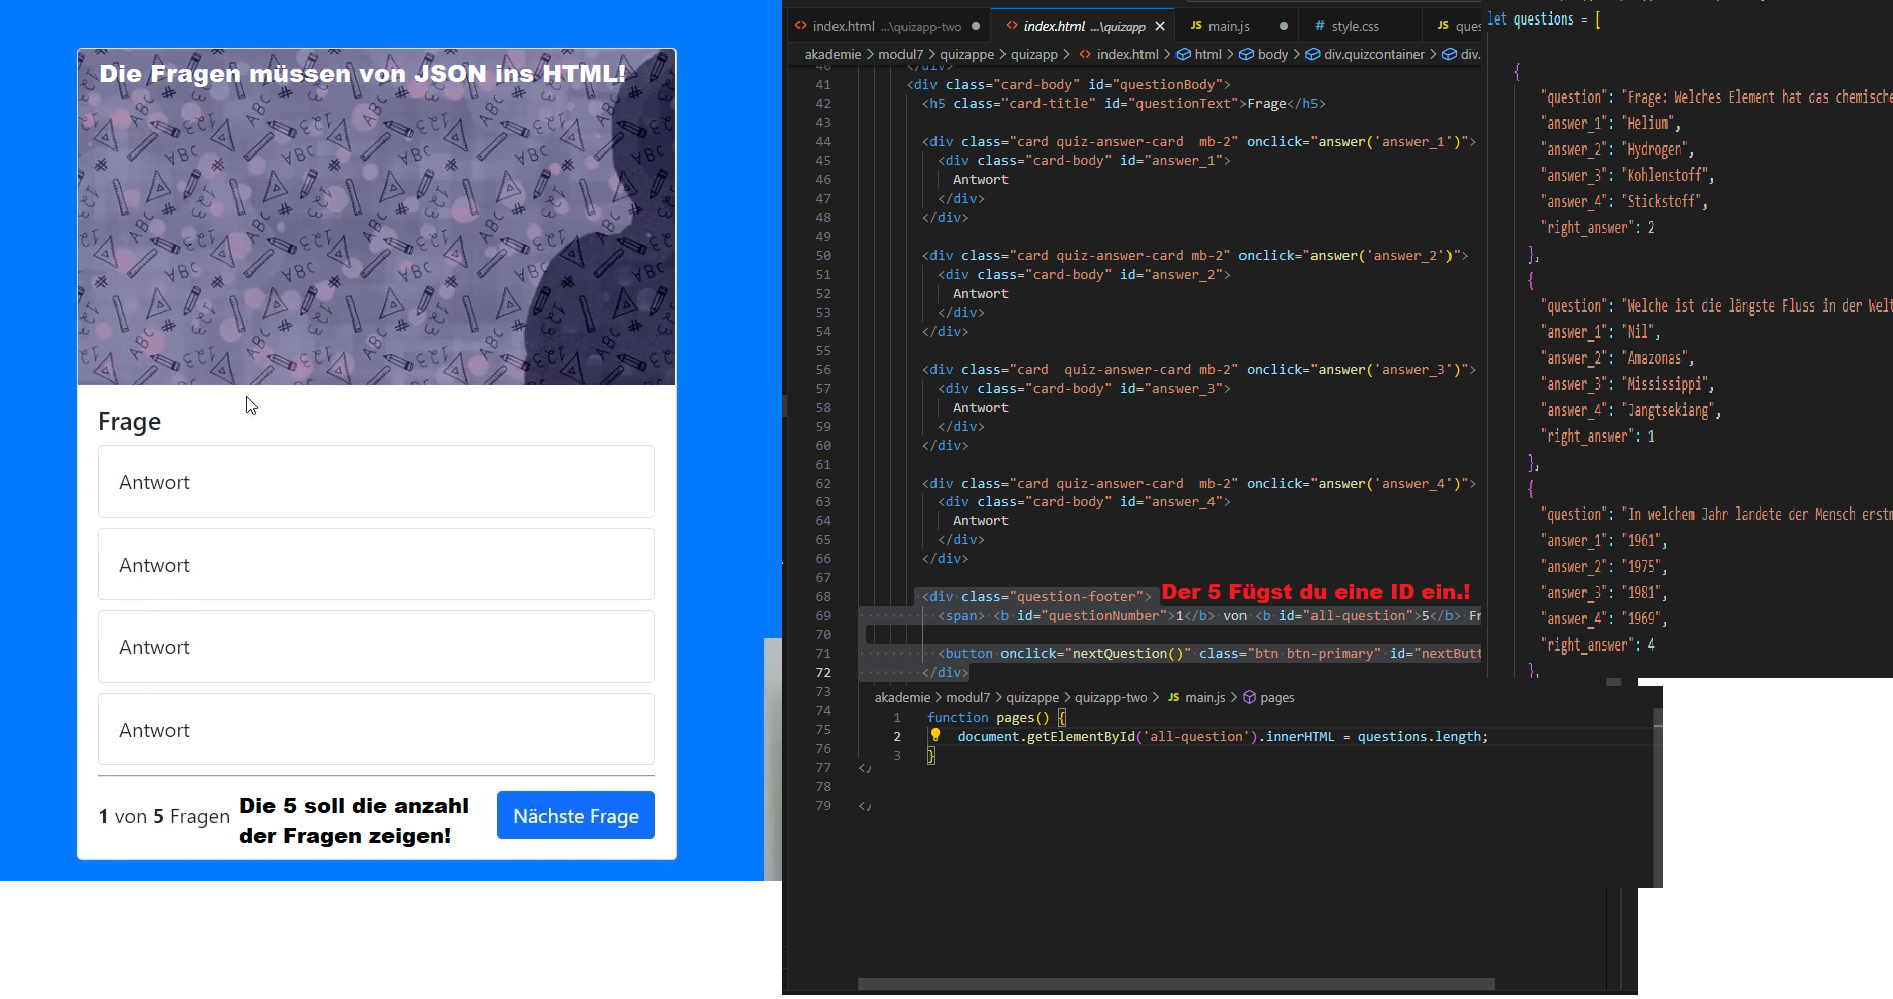 Die Fragen müssen von JSON ins HTML!
Frage
Antwort
Antwort
Antwort
Antwort
1 von 5 Fragen
Die 5 soll die anzahl
der Fragen zeigen!
Nächste Frage
index.html ...\quizapp-two
index.html ...\quizapp
JS main.js
# style.css
JS ques
akademie > modul7 > quizappe > quizapp > index.html > html > body > div.quizcontainer > div.
40 </div>
41 <div class="card-body" id="questionBody">
42 <h5 class="card-title" id="questionText">Frage</h5>
43
44 <div class="card quiz-answer-card  mb-2" onclick="answer('answer_1')">
45 <div class="card-body" id="answer_1">
46 Antwort
47 </div>
48 </div>
49
50 <div class="card quiz-answer-card mb-2" onclick="answer('answer_2')">
51 <div class="card-body" id="answer_2">
52 Antwort
53 </div>
54 </div>
55
56 <div class="card  quiz-answer-card mb-2" onclick="answer('answer_3')">
57 <div class="card-body" id="answer_3">
58 Antwort
59 </div>
60 </div>
61
62 <div class="card quiz-answer-card  mb-2" onclick="answer('answer_4')">
63 <div class="card-body" id="answer_4">
64 Antwort
65 </div>
66 </div>
67
68 <div class="question-footer"> Der 5 Fügst du eine ID ein.!
69 <span> <b id="questionNumber">1</b> von <b id="all-question">5</b> Fr
70
71 <button onclick="nextQuestion()" class="btn btn-primary" id="nextButt
72 </div>
73
74
75
76
77 </
78
79 </
akademie > modul7 > quizappe > quizapp-two > JS main.js > pages
1 function pages() {
2 document.getElementById('all-question').innerHTML = questions.length;
3 }
let questions = [
{
"question": "Frage: Welches Element hat das chemische
"answer_1": "Helium",
"answer_2": "Hydrogen",
"answer_3": "Kohlenstoff",
"answer_4": "Stickstoff",
"right_answer": 2
},
{
"question": "Welche ist die längste Fluss in der Welt
"answer_1": "Nil",
"answer_2": "Amazonas",
"answer_3": "Mississippi",
"answer_4": "Jangtsekiang",
"right_answer": 1
},
{
"question": "In welchem Jahr landete der Mensch erstm
"answer_1": "1961",
"answer_2": "1975",
"answer_3": "1981",
"answer_4": "1969",
"right_answer": 4
},